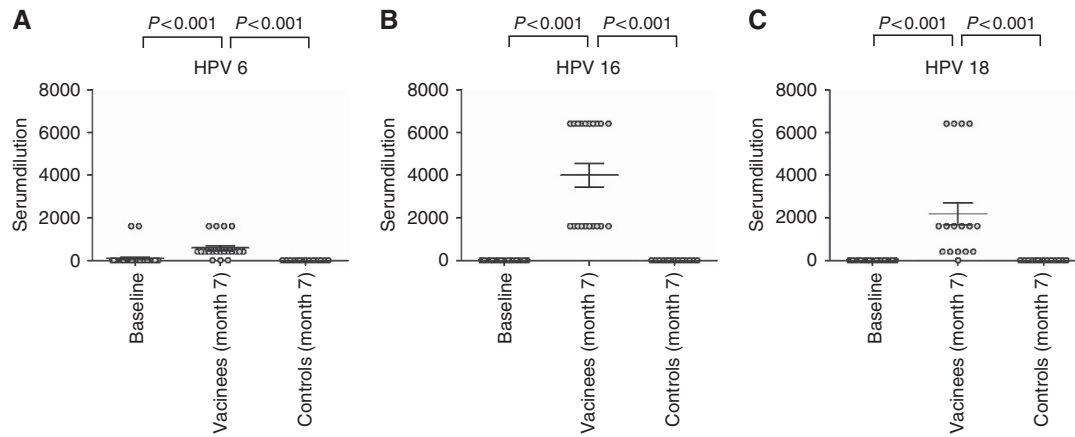 A
P<0.001 P<0.001
HPV 6
8000
6000
4000
2000
0
Serumdilution
Baseline
Vacinees (month 7)
Controls (month 7)
B
P<0.001 P<0.001
HPV 16
8000
6000
4000
2000
0
Serumdilution
Baseline
Vacinees (month 7)
Controls (month 7)
C
P<0.001 P<0.001
HPV 18
8000
6000
4000
2000
0
Serumdilution
Baseline
Vacinees (month 7)
Controls (month 7)